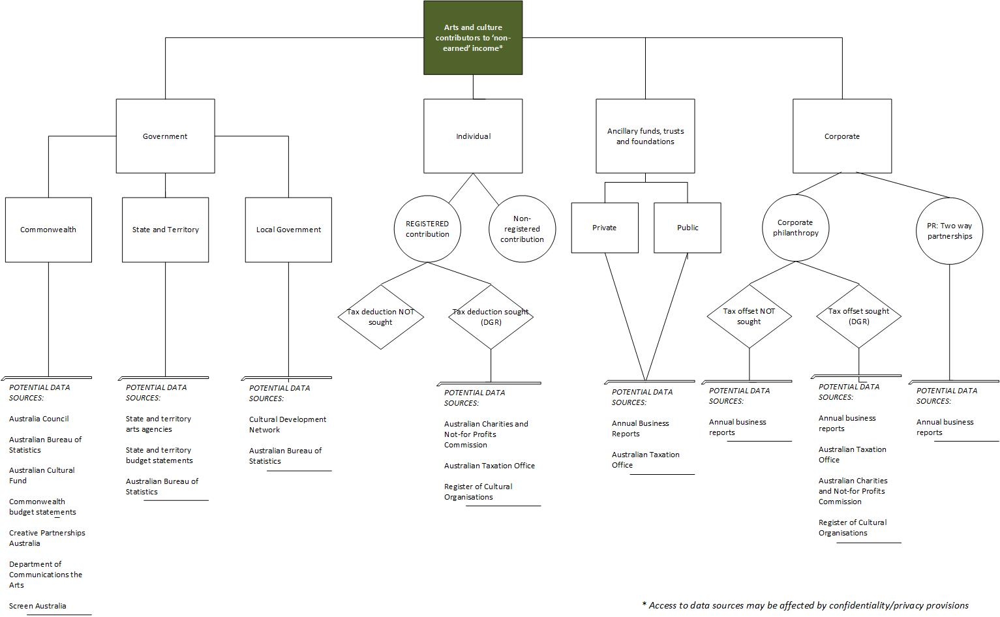 Arts and culture
contributors to ‘non-
earned’ income*
Government
Individual
Ancillary funds, trusts
and foundations
Corporate
Commonwealth
State and Territory
Local Government
REGISTERED
contribution
Non-
registered
contribution
Private
Public
Corporate
philanthropy
PR: Two way
partnerships
Tax deduction NOT
sought
Tax deduction sought
(DGR)
Tax offset NOT
sought
Tax offset sought
(DGR)
POTENTIAL DATA
SOURCES:
Australia Council
Australian Bureau of
Statistics
Australian Cultural
Fund
Commonwealth
budget statements
Creative Partnerships
Australia
Department of
Communications the
Arts
Screen Australia
POTENTIAL DATA
SOURCES:
State and territory
arts agencies
State and territory
budget statements
Australian Bureau of
Statistics
POTENTIAL DATA
SOURCES:
Cultural Development
Network
Australian Bureau of
Statistics
POTENTIAL DATA
SOURCES:
Australian Charities and
Not-for Profits
Commission
Australian Taxation Office
Register of Cultural
Organisations
POTENTIAL DATA
SOURCES:
Annual Business
Reports
Australian Taxation
Office
POTENTIAL DATA
SOURCES:
Annual business
reports
POTENTIAL DATA
SOURCES:
Annual business
reports
Australian Taxation
Office
Australian Charities
and Not-for Profits
Commission
Register of Cultural
Organisations
POTENTIAL DATA
SOURCES:
Annual business
reports
* Access to data sources may be affected by confidentiality/privacy provisions